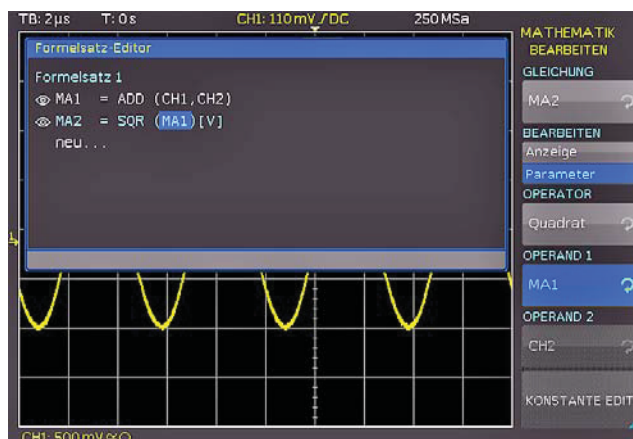 TB: 2µs T: 0s CH1: 110mV / DC 250MSa
Formelsatz-Editor
Formelsatz 1
MA1 = ADD (CH1,CH2)
MA2 = SQR (MA1)[V]
neu...
MATHEMATIK
BEARBEITEN
GLEICHUNG
MA2
BEARBEITEN
Anzeige
Parameter
OPERATOR
Quadrat
OPERAND 1
MA1
OPERAND 2
CH2
KONSTANTE EDIT
CH1: 500mV